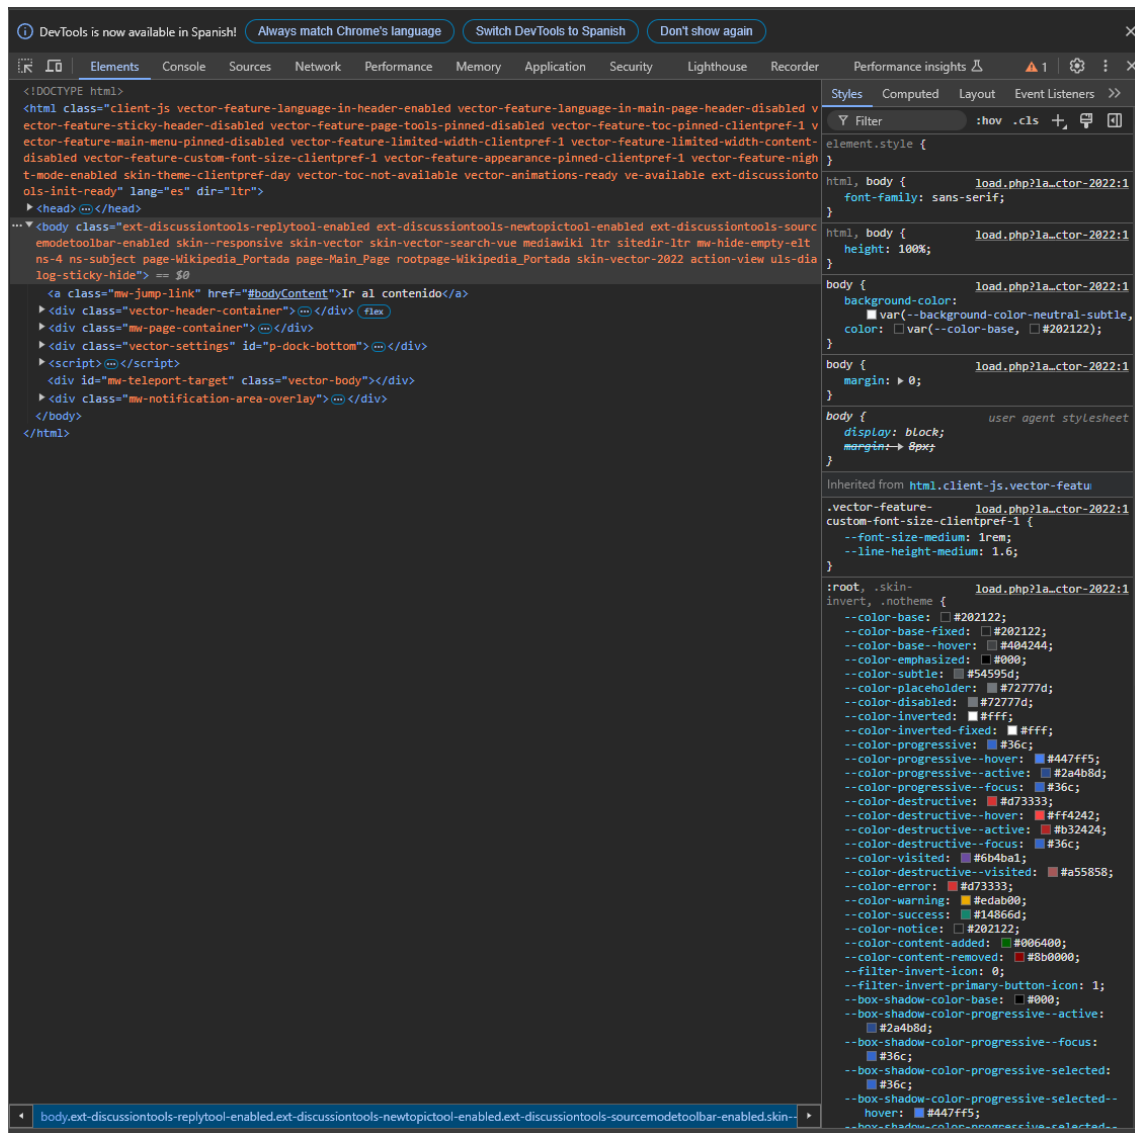 DevTools is now available in Spanish! Always match Chrome's language Switch DevTools to Spanish Don't show again
Elements Console Sources Network Performance Memory Application Security Lighthouse Recorder Performance insights 1
<!DOCTYPE html>
<html class="client-js vector-feature-language-in-header-enabled vector-feature-language-in-main-page-header-disabled v
ector-feature-sticky-header-disabled vector-feature-page-tools-pinned-disabled vector-feature-toc-pinned-clientpref-1 v
ector-feature-main-menu-pinned-disabled vector-feature-limited-width-clientpref-1 vector-feature-limited-width-content-
disabled vector-feature-custom-font-size-clientpref-1 vector-feature-appearance-pinned-clientpref-1 vector-feature-nigh
t-mode-enabled skin-theme-clientpref-day vector-toc-not-available vector-animations-ready ve-available ext-discussionto
ols-init-ready" lang="es" dir="ltr">
<head> … </head>
<body class="ext-discussiontools-replytool-enabled ext-discussiontools-newtopictool-enabled ext-discussiontools-sourc
emodetoolbar-enabled skin--responsive skin-vector skin-vector-search-vue mediawiki ltr sitedir-ltr mw-hide-empty-elt
ns-4 ns-subject page-Wikipedia_Portada page-Main_Page rootpage-Wikipedia_Portada skin-vector-2022 action-view uls-dia
log-sticky-hide"> == $0
<a class="mw-jump-link" href="#bodyContent">Ir al contenido</a>
<div class="vector-header-container"> … </div> flex
<div class="mw-page-container"> … </div>
<div class="vector-settings" id="p-dock-bottom"> … </div>
<script> … </script>
<div id="mw-teleport-target" class="vector-body"></div>
<div class="mw-notification-area-overlay"> … </div>
</body>
</html>
body.ext-discussiontools-replytool-enabled.ext-discussiontools-newtopictool-enabled.ext-discussiontools-sourcemodetoolbar-enabled.skin--
Styles Computed Layout Event Listeners
Filter :hov .cls
element.style {
}
html, body { load.php?la…ctor-2022:1
font-family: sans-serif;
}
html, body { load.php?la…ctor-2022:1
height: 100%;
}
body { load.php?la…ctor-2022:1
background-color:
var(--background-color-neutral-subtle,
color: var(--color-base, #202122);
}
body { load.php?la…ctor-2022:1
margin: 0;
}
body { user agent stylesheet
display: block;
margin: 8px;
}
Inherited from html.client-js.vector-featu
.vector-feature- load.php?la…ctor-2022:1
custom-font-size-clientpref-1 {
--font-size-medium: 1rem;
--line-height-medium: 1.6;
}
:root, .skin- load.php?la…ctor-2022:1
invert, .notheme {
--color-base: #202122;
--color-base-fixed: #202122;
--color-base--hover: #404244;
--color-emphasized: #000;
--color-subtle: #54595d;
--color-placeholder: #72777d;
--color-disabled: #72777d;
--color-inverted: #fff;
--color-inverted-fixed: #fff;
--color-progressive: #36c;
--color-progressive--hover: #447ff5;
--color-progressive--active: #2a4b8d;
--color-progressive--focus: #36c;
--color-destructive: #d73333;
--color-destructive--hover: #ff4242;
--color-destructive--active: #b32424;
--color-destructive--focus: #36c;
--color-visited: #6b4ba1;
--color-destructive--visited: #a55858;
--color-error: #d73333;
--color-warning: #edab00;
--color-success: #14866d;
--color-notice: #202122;
--color-content-added: #006400;
--color-content-removed: #8b0000;
--filter-invert-icon: 0;
--filter-invert-primary-button-icon: 1;
--box-shadow-color-base: #000;
--box-shadow-color-progressive--active:
#2a4b8d;
--box-shadow-color-progressive--focus:
#36c;
--box-shadow-color-progressive-selected:
#36c;
--box-shadow-color-progressive-selected--
hover: #447ff5;
--box-shadow-color-progressive-selected--